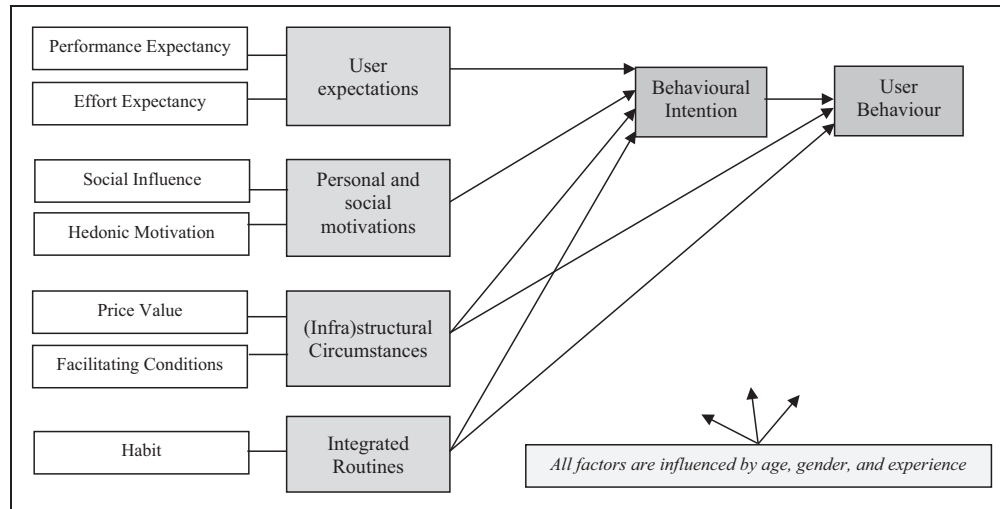 Performance Expectancy
Effort Expectancy
User
expectations
Social Influence
Hedonic Motivation
Personal and
social
motivations
Price Value
Facilitating Conditions
(Infra)structural
Circumstances
Habit
Integrated
Routines
Behavioural
Intention
User
Behaviour
All factors are influenced by age, gender, and experience